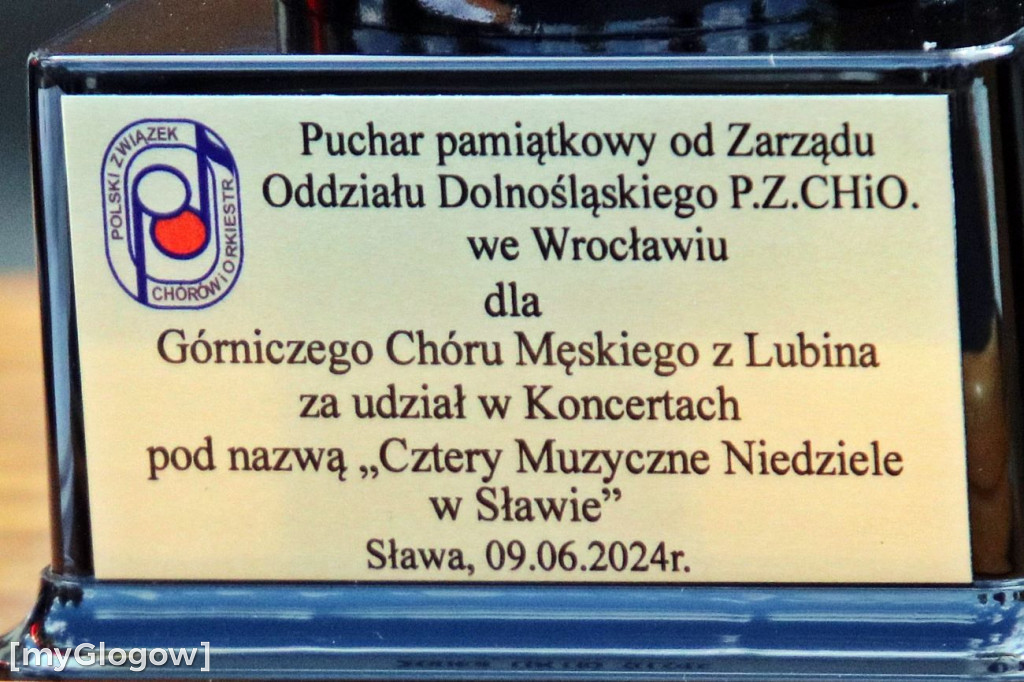 POLSKI ZWIĄZEK
CHÓRÓW i ORKIESTR
Puchar pamiątkowy od Zarządu
Oddziału Dolnośląskiego P.Z.CHiO.
we Wrocławiu
dla
Górniczego Chóru Męskiego z Lubina
za udział w Koncertach
pod nazwą „Cztery Muzyczne Niedziele
w Sławie”
Sława, 09.06.2024r.
[myGlogow]